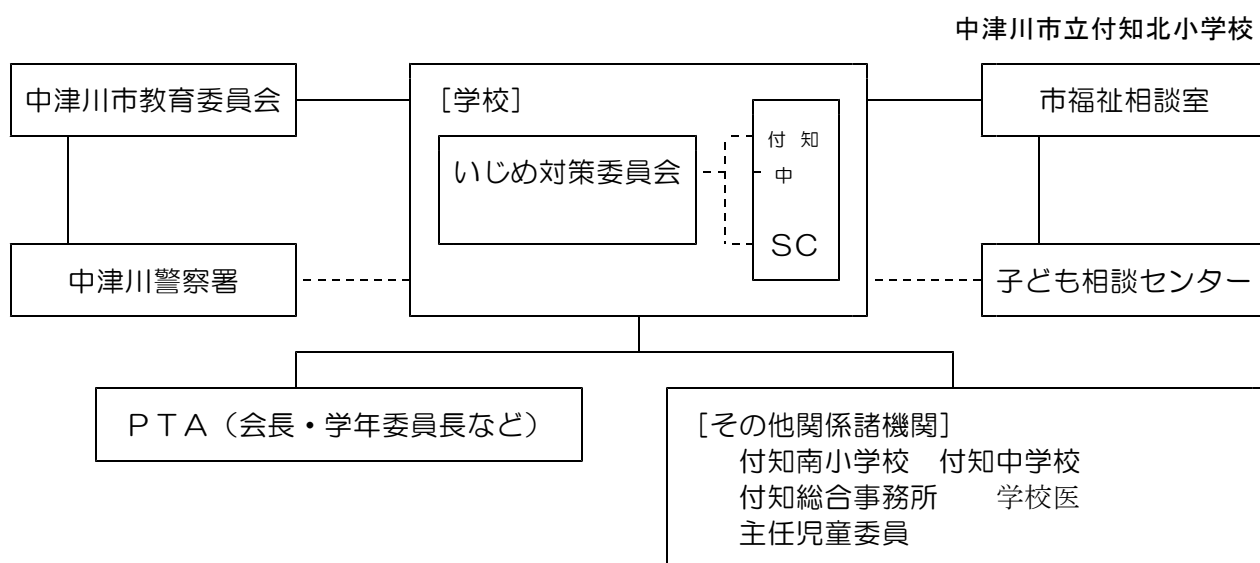 中津川市立付知北小学校
中津川市教育委員会
[学校]
市福祉相談室
いじめ対策委員会
付 知
中
SC
中津川警察署
子ども相談センター
PTA（会長・学年委員長など）
[その他関係諸機関]
付知南小学校　付知中学校
付知総合事務所　　学校医
主任児童委員